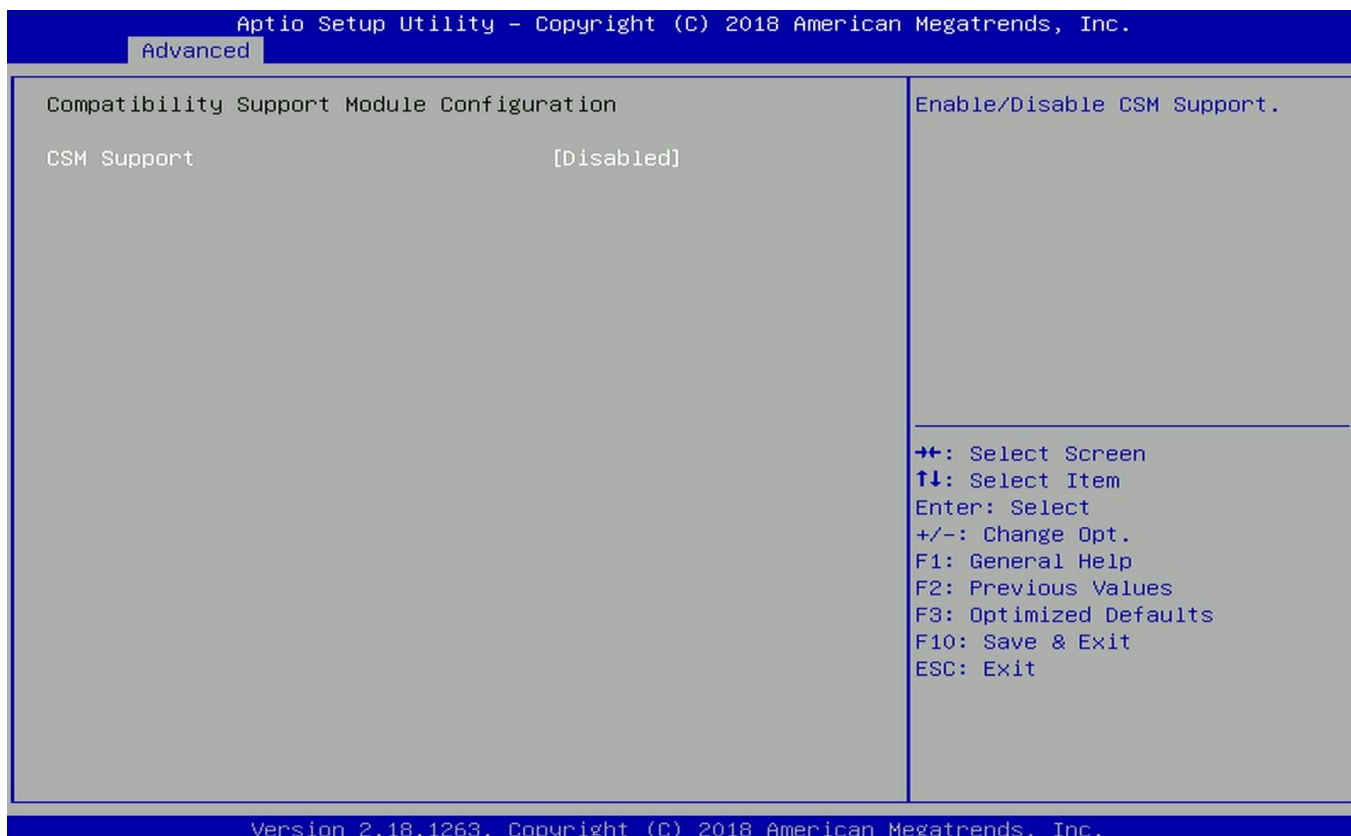 Aptio Setup Utility – Copyright (C) 2018 American Megatrends, Inc.
Advanced
Compatibility Support Module Configuration
CSM Support [Disabled]
Enable/Disable CSM Support.
→←: Select Screen
↑↓: Select Item
Enter: Select
+/-: Change Opt.
F1: General Help
F2: Previous Values
F3: Optimized Defaults
F10: Save & Exit
ESC: Exit
Version 2.18.1263. Copyright (C) 2018 American Megatrends, Inc.